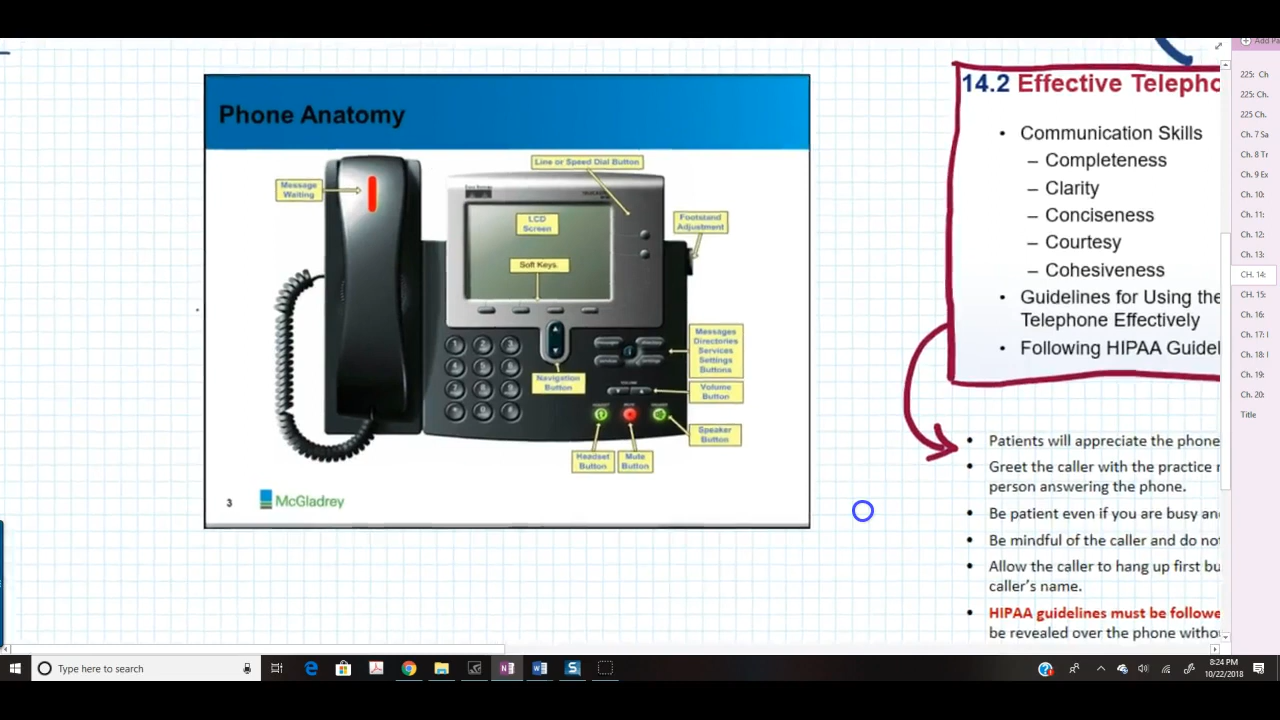 Phone Anatomy
Message
Waiting
Line or Speed Dial Button
LCD
Screen
Footstand
Adjustment
Soft Keys.
Messages
Directories
Services
Settings
Buttons
Navigation
Button
Volume
Button
VOLUME
Speaker
Button
Headset
Button
Mute
Button
3
McGladrey
14.2 Effective Telepho
• Communication Skills
– Completeness
– Clarity
– Conciseness
– Courtesy
– Cohesiveness
• Guidelines for Using the
Telephone Effectively
• Following HIPAA Guidel
• Patients will appreciate the phone
• Greet the caller with the practice
person answering the phone.
• Be patient even if you are busy an
• Be mindful of the caller and do no
• Allow the caller to hang up first bu
caller's name.
• HIPAA guidelines must be followe
be revealed over the phone witho
Add Pa
225: Ch
225: Ch.
225 Ch.
Ch. 7 Sa
Ch. 8 Tr
Ch. 9 Ex
Ch. 10:
Ch. 11:
Ch. 12:
Ch. 13:
CH. 14:
CH. 15:
Ch. 16:
Ch. 17: I
Ch. 18: I
Ch. 19:
Ch. 20:
Title
Type here to search
8:24 PM
10/22/2018